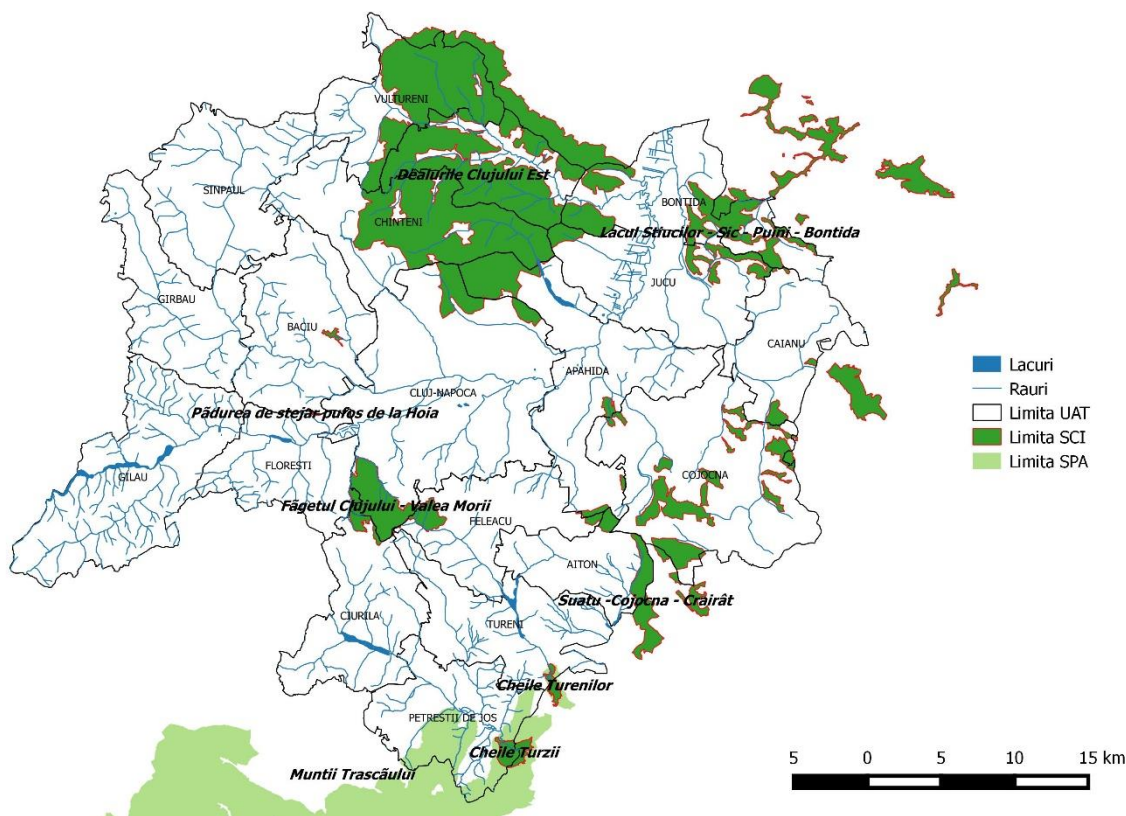 VULTURENI
Dealurile Clujului Est
SINPAUL
BONTIDA
CHINTENI
Lacul Stiucilor - Sic - Puini - Bontida
JUCU
GIRBAU
BACIU
CAIANU
APAHIDA
CLUJ-NAPOCA
Pãdurea de stejar pufos de la Hoia
FLORESTI
GILAU
COJOCNA
Fãgetul Clujului - Valea Morii
FELEACU
AITON
Suatu -Cojocna - Crairât
CIURILA
TURENI
Cheile Turenilor
PETRESTII DE JOS
Cheile Turzii
Muntii Trascãului
Lacuri
Rauri
Limita UAT
Limita SCI
Limita SPA
5 0 5 10 15 km